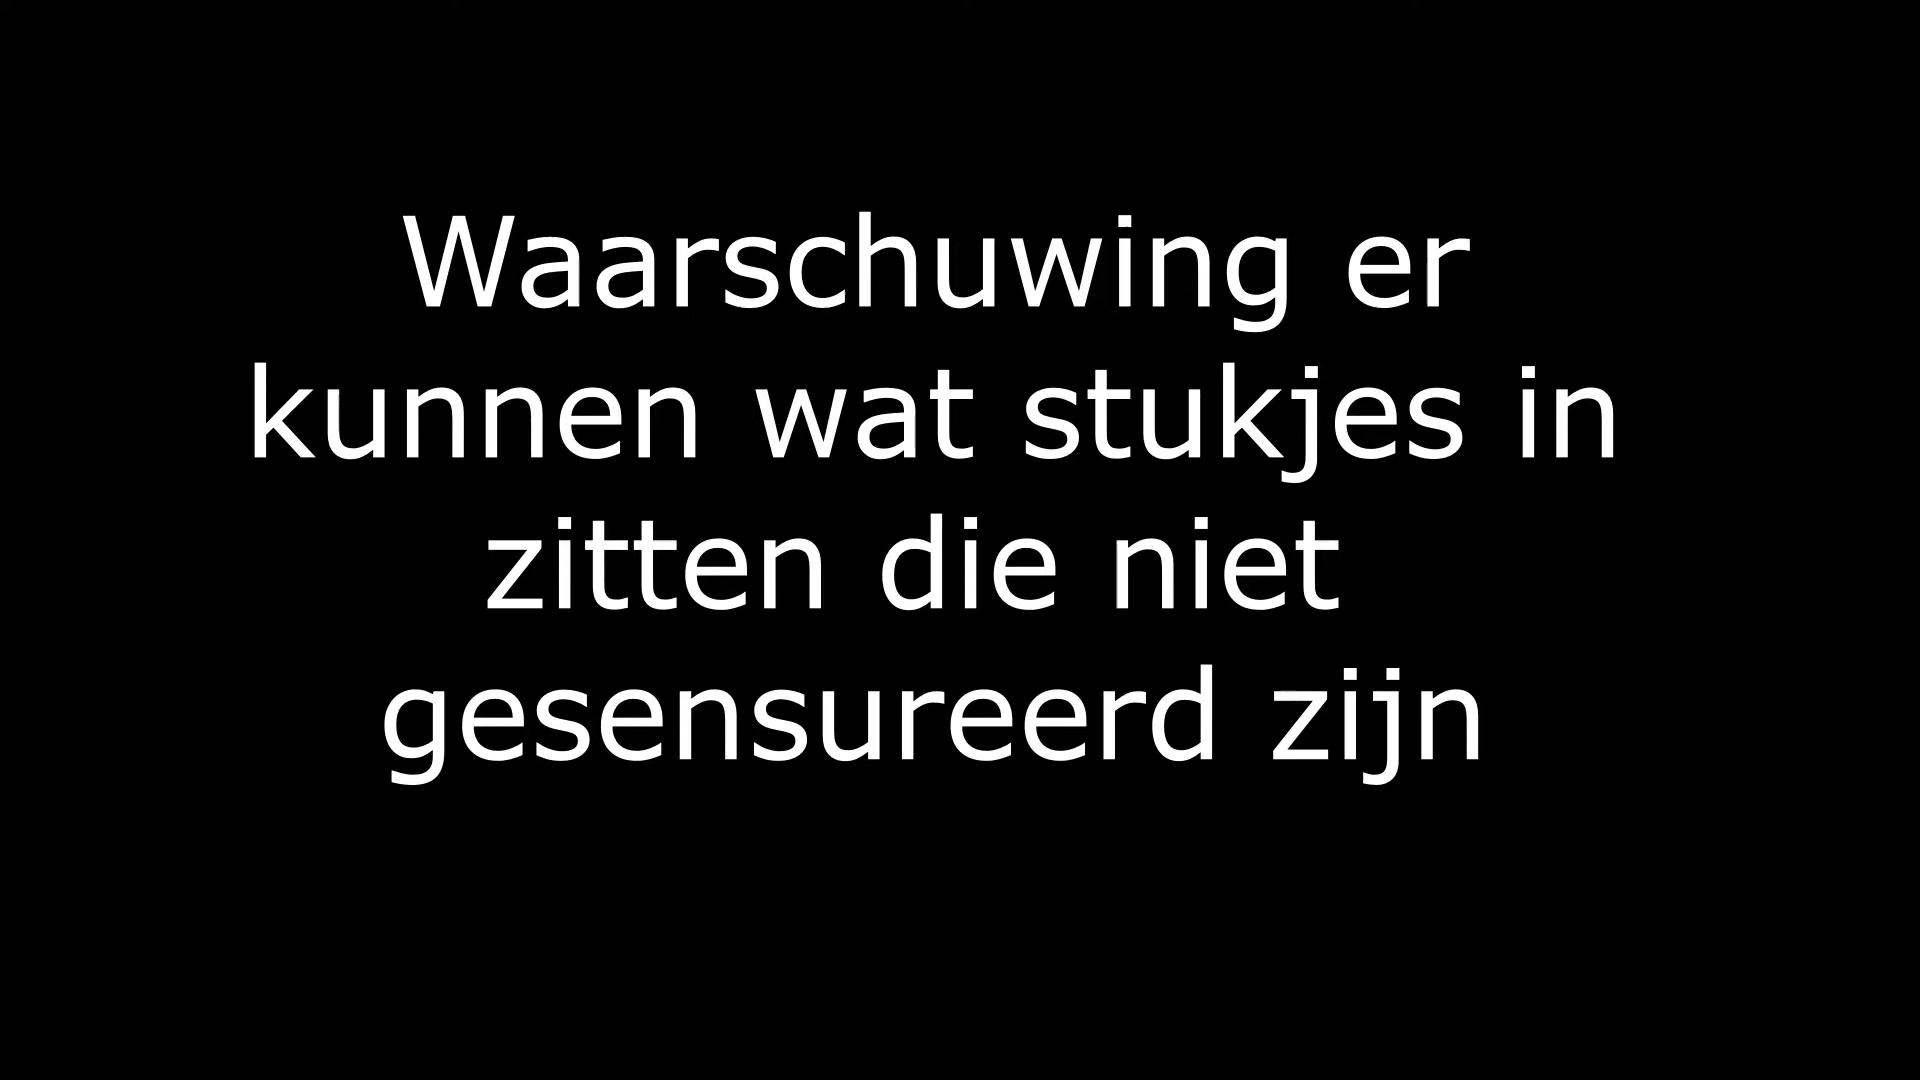 Waarschuwing er
kunnen wat stukjes in
zitten die niet
gesensureerd zijn